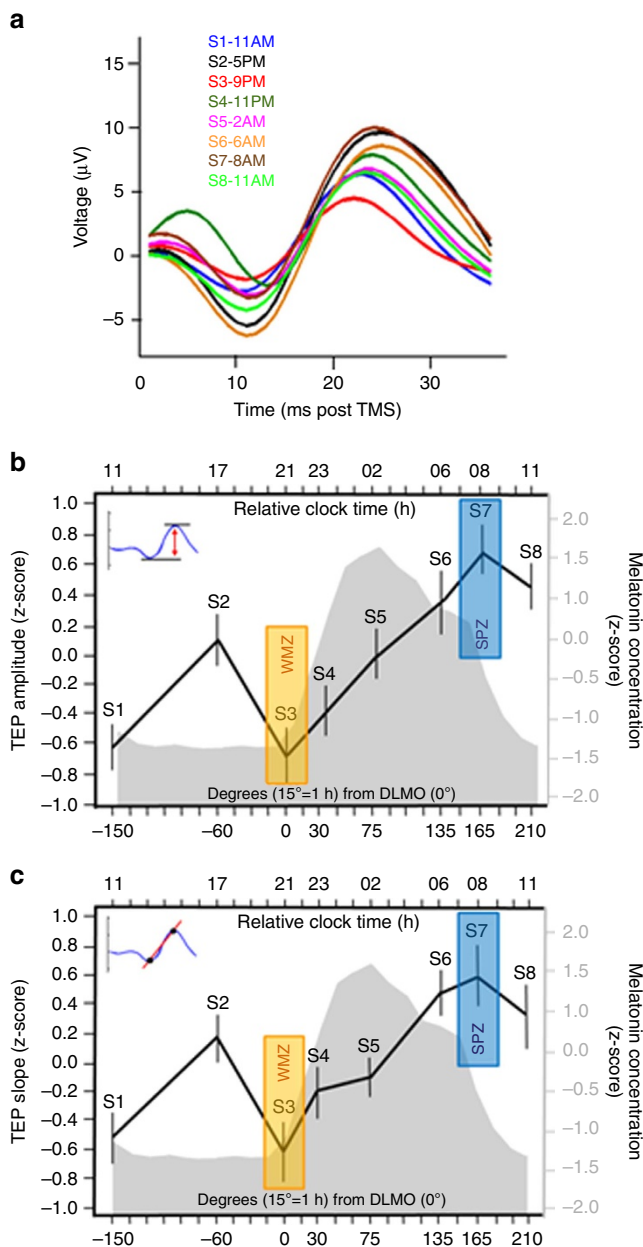 a
S1-11AM
S2-5PM
S3-9PM
S4-11PM
S5-2AM
S6-6AM
S7-8AM
S8-11AM
15
10
5
0
−5
Voltage (μV)
0 10 20 30
Time (ms post TMS)
b
11 17 21 23 02 06 08 11
Relative clock time (h)
1.0
0.8
0.6
0.4
0.2
0.0
−0.2
−0.4
−0.6
−0.8
−1.0
TEP amplitude (z-score)
S1
S2
S3
S4
S5
S6
S7
S8
WMZ
SPZ
2.0
1.5
1.0
0.0
−0.5
−1.0
−1.5
−2.0
Melatonin concentration
(z-score)
Degrees (15°=1 h) from DLMO (0°)
−150 −60 0 30 75 135 165 210
c
11 17 21 23 02 06 08 11
Relative clock time (h)
1.0
0.8
0.6
0.4
0.2
0.0
−0.2
−0.4
−0.6
−0.8
−1.0
TEP slope (z-score)
S1
S2
S3
S4
S5
S6
S7
S8
WMZ
SPZ
2.0
1.5
1.0
0.0
−0.5
−1.0
−1.5
−2.0
Melatonin concentration
(z-score)
Degrees (15°=1 h) from DLMO (0°)
−150 −60 0 30 75 135 165 210